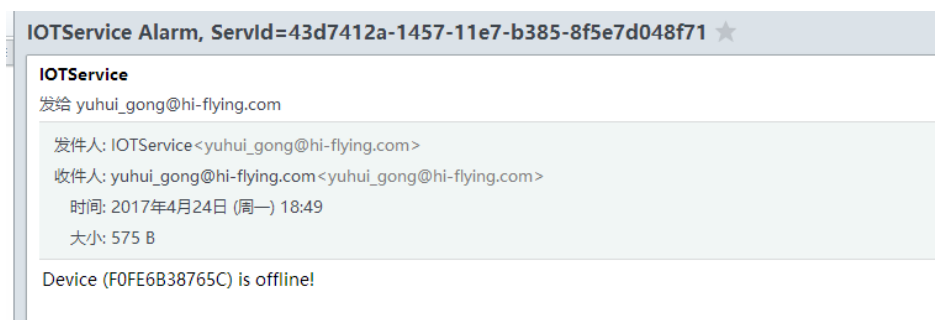 IOTService Alarm, ServId=43d7412a-1457-11e7-b385-8f5e7d048f71
IOTService
发给 yuhui_gong@hi-flying.com
发件人: IOTService<yuhui_gong@hi-flying.com>
收件人: yuhui_gong@hi-flying.com<yuhui_gong@hi-flying.com>
时间: 2017年4月24日 (周一) 18:49
大小: 575 B
Device (F0FE6B38765C) is offline!